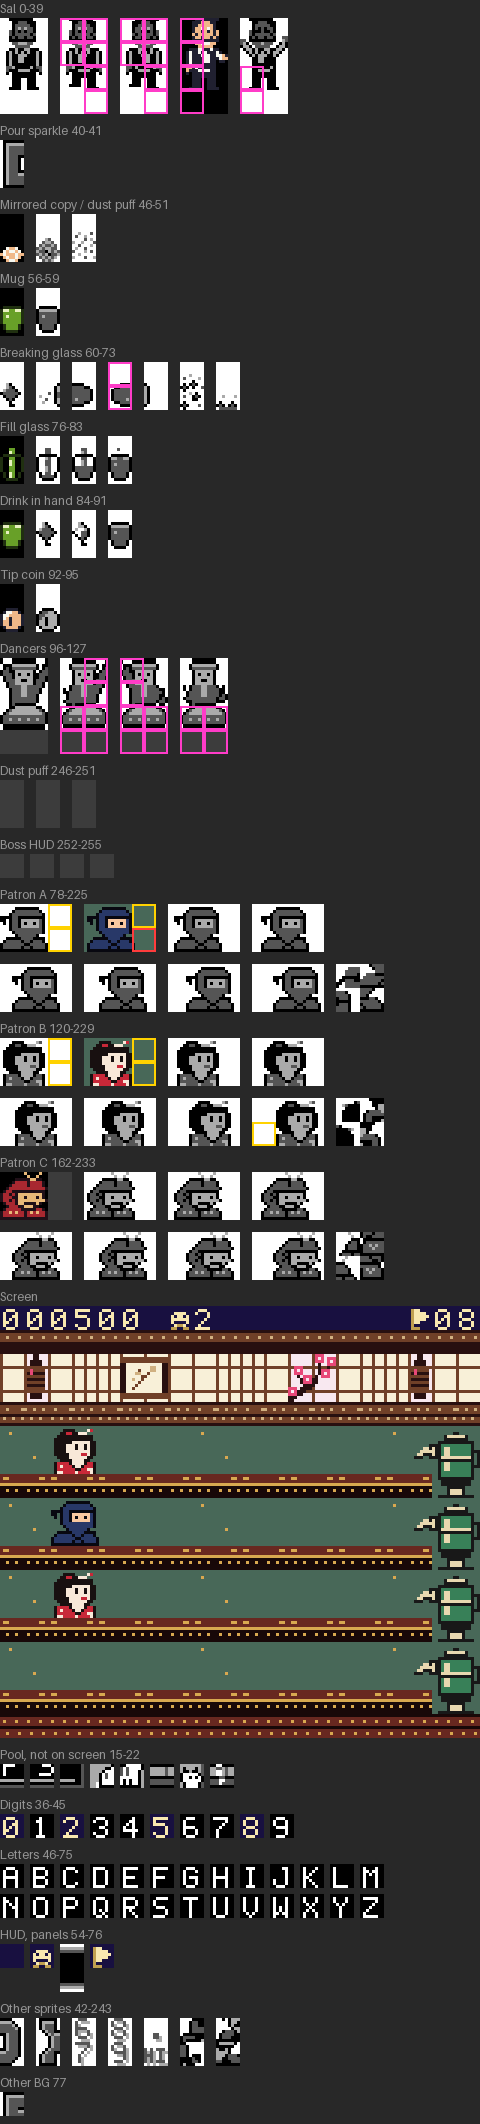 Sal 0-39
Pour sparkle 40-41
Mirrored copy / dust puff 46-51
Mug 56-59
Breaking glass 60-73
Fill glass 76-83
Drink in hand 84-91
Tip coin 92-95
Dancers 96-127
Dust puff 246-251
Boss HUD 252-255
Patron A 78-225
Patron B 120-229
Patron C 162-233
Screen
000500 2 08
Pool, not on screen 15-22
Digits 36-45
0 1 2 3 4 5 6 7 8 9
Letters 46-75
A B C D E F G H I J K L M
N O P Q R S T U V W X Y Z
HUD, panels 54-76
Other sprites 42-243
HI
Other BG 77